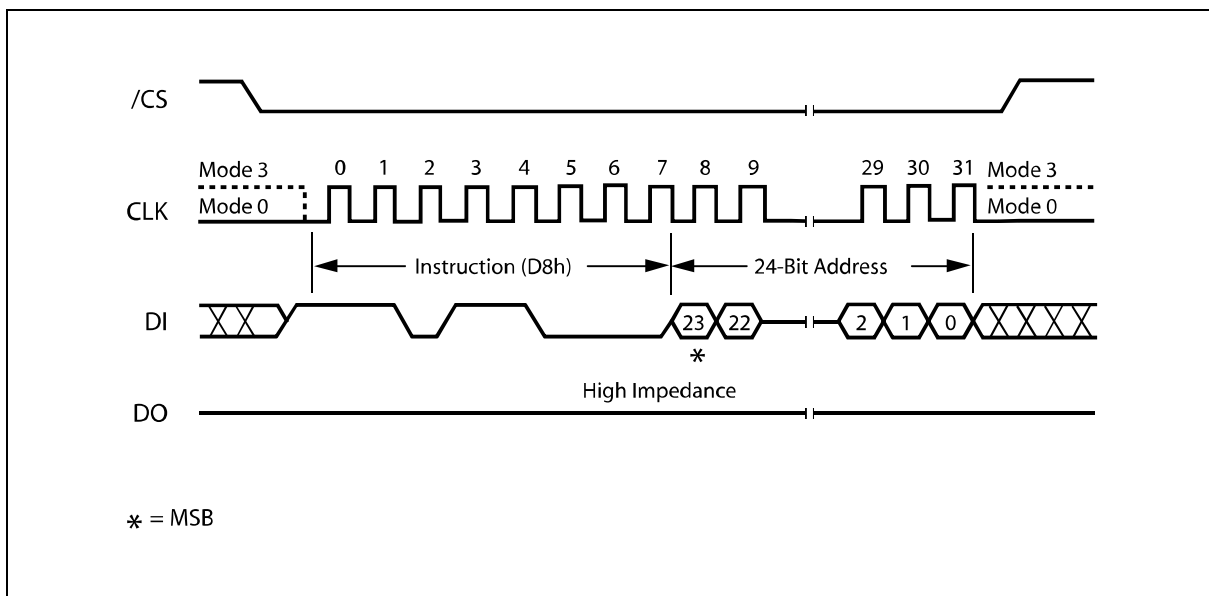 /CS
Mode 3 0 1 2 3 4 5 6 7 8 9 29 30 31 Mode 3
CLK Mode 0 Mode 0
Instruction (D8h) 24-Bit Address
DI 23 22 2 1 0
*
High Impedance
DO
* = MSB